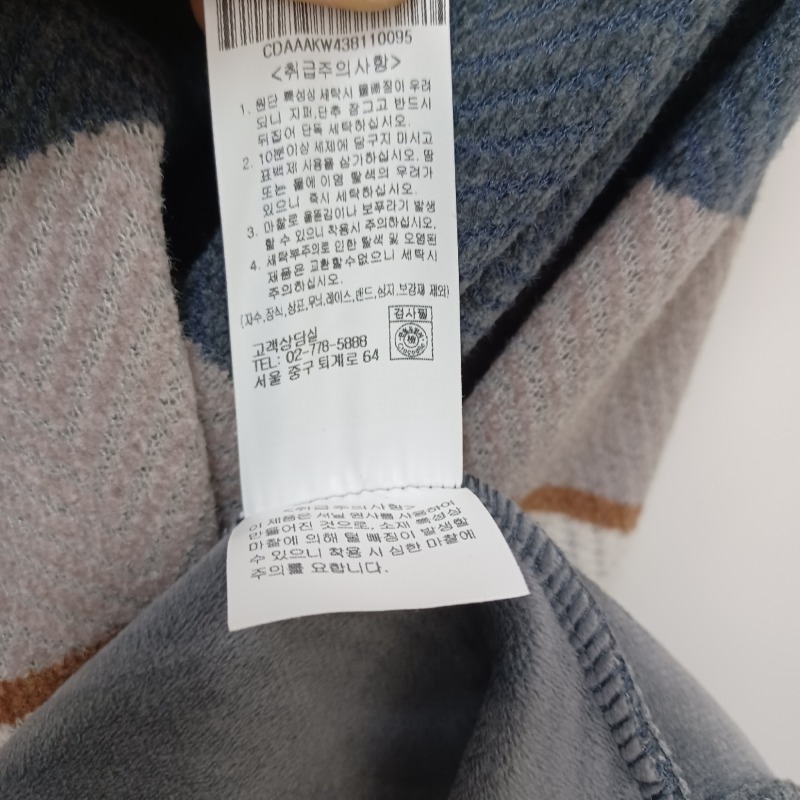 CDAAAKW438110095
<취급주의사항>
1. 원단 특성상 세탁시 물빠짐이 우려
되니 지퍼,단추 잠그고 반드시
뒤집어 단독 세탁하십시오.
2. 10분이상 세제에 담구지 마시고
표백제 사용을 삼가하십시오. 땀
또는 물에 이염 탈색의 우려가
있으니 즉시 세탁하십시오.
3. 마찰로 올뜯김이나 보푸라기 발생
할 수 있으니 착용시 주의하십시오.
4. 세탁부주의로 인한 탈색 및 오염된
제품은 교환할수없으니 세탁시
주의하십시오.
(자수,장식,상표,무늬,레이스,밴드,심지,보강재 제외)
검사필
Crocodile
고객상담실
TEL: 02-778-5888
서울 중구 퇴계로 64
<취급주의사항>
이 제품은 셔닐 원사를 사용하여
만들어진 것으로, 소재 특성상
마찰에 의해 털 빠짐이 발생할
수 있으니 착용 시 심한 마찰에
주의를 요합니다.